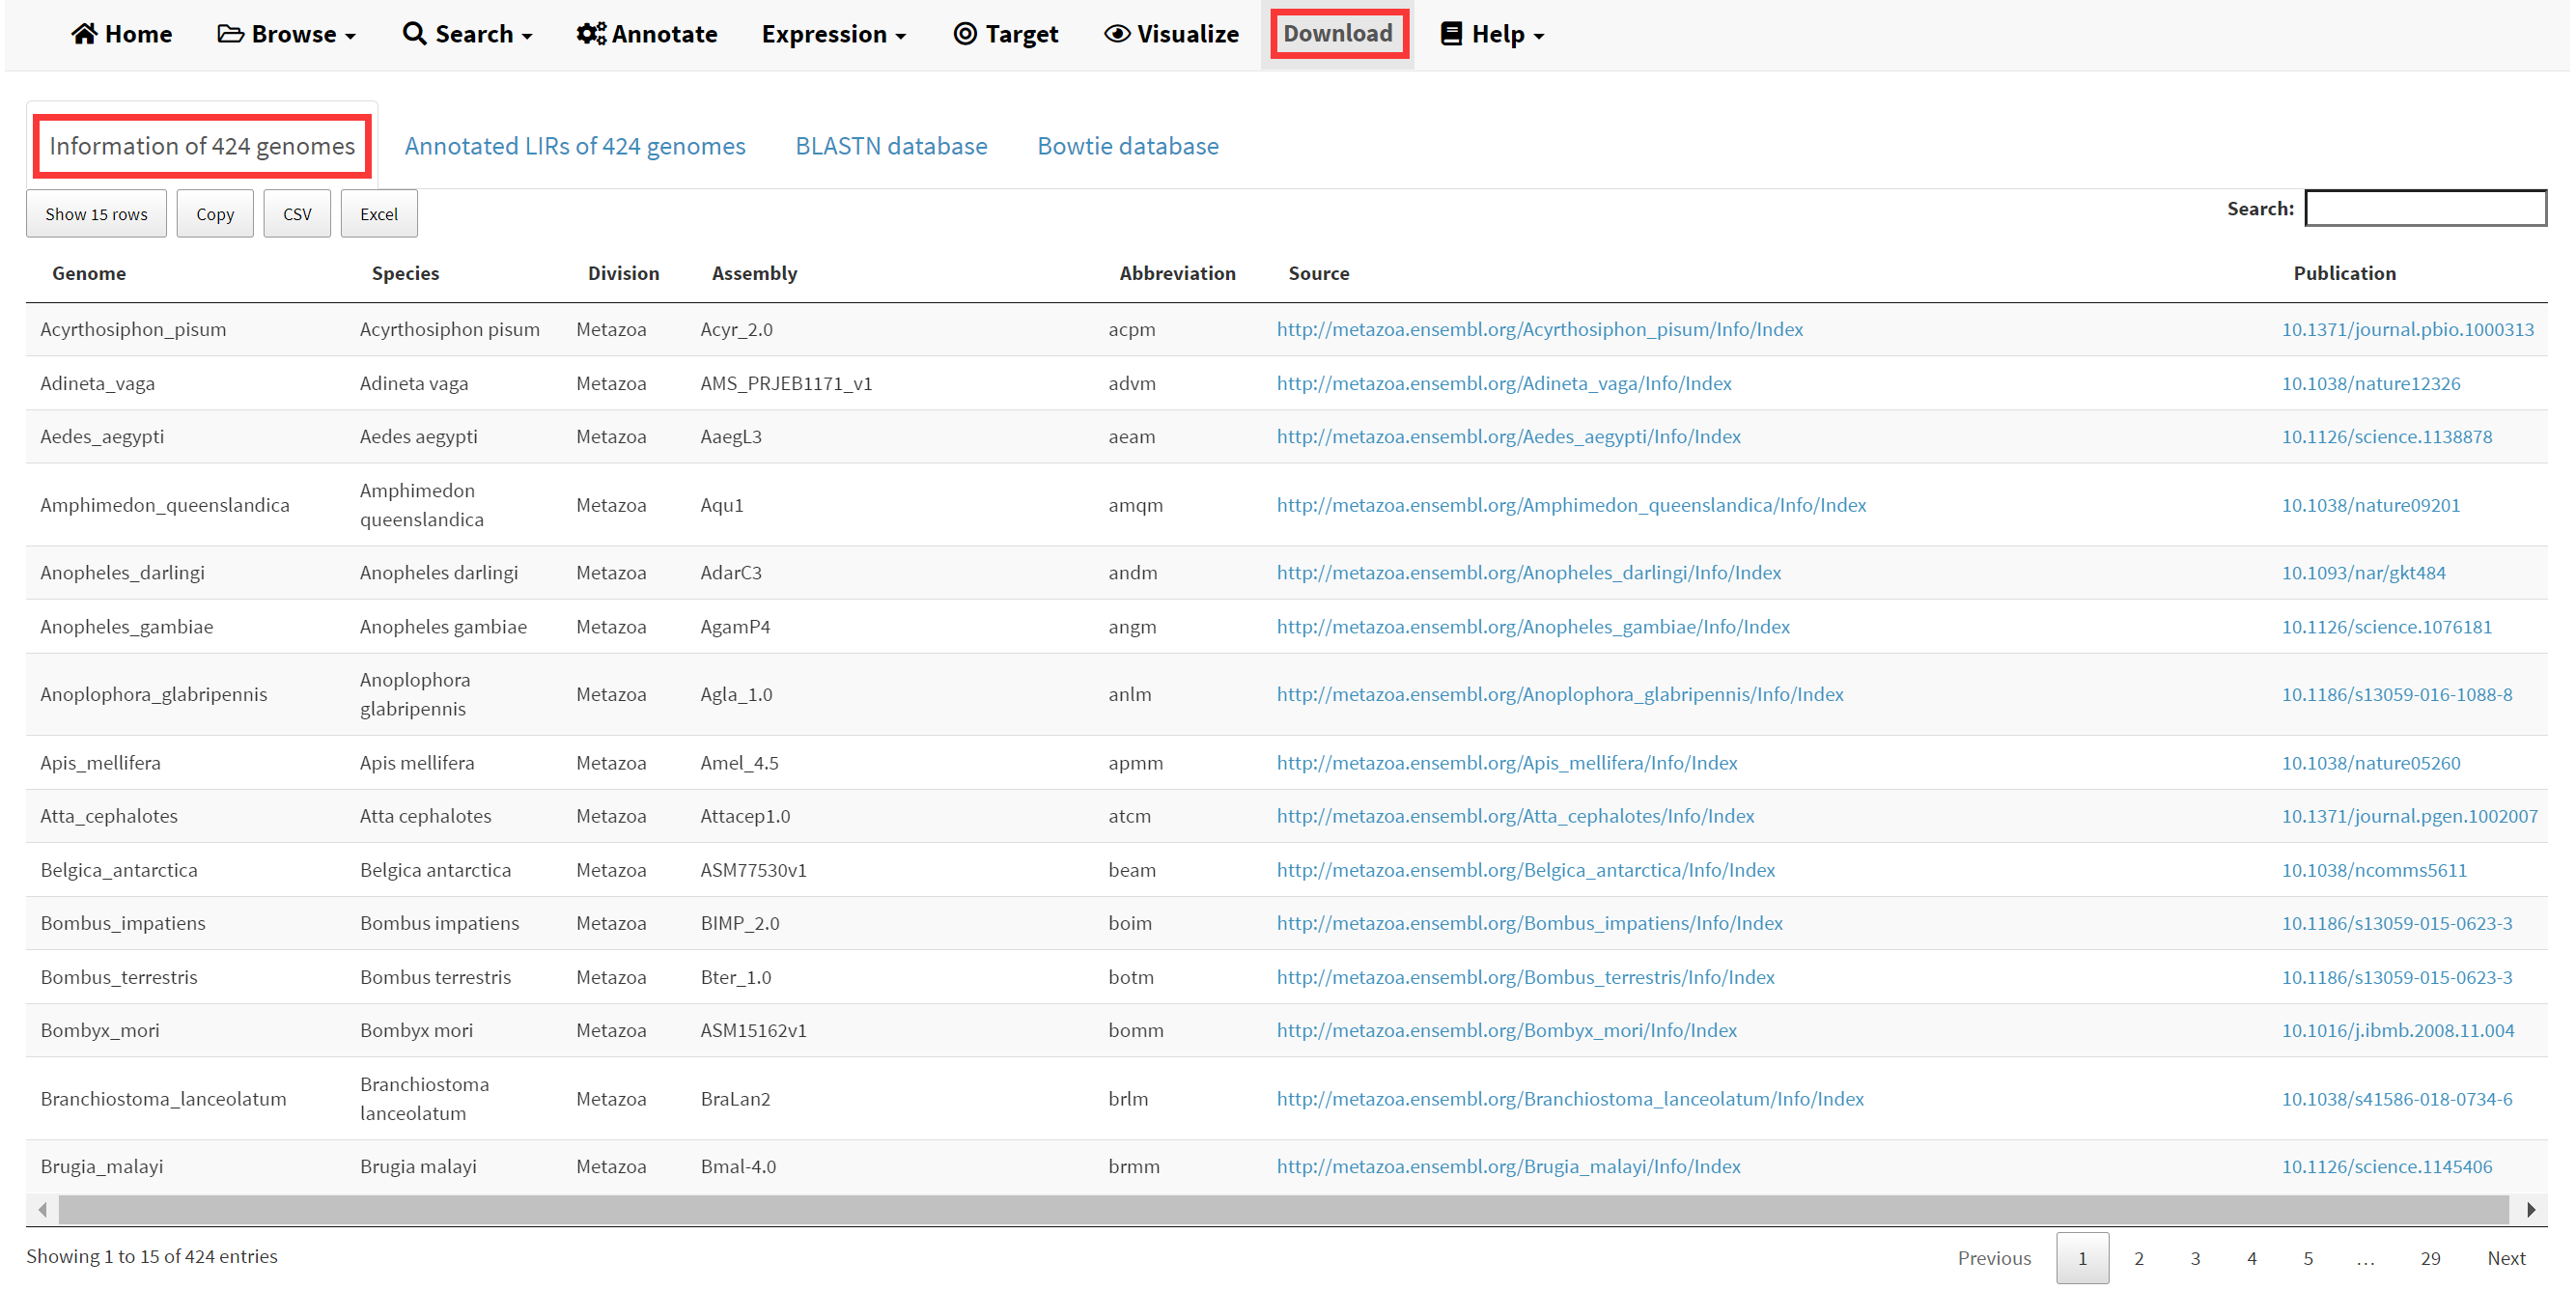 Home Browse Search Annotate Expression Target Visualize Download Help
Information of 424 genomes Annotated LIRs of 424 genomes BLASTN database Bowtie database
Show 15 rows Copy CSV Excel Search:
Genome Species Division Assembly Abbreviation Source Publication
Acyrthosiphon_pisum Acyrthosiphon pisum Metazoa Acyr_2.0 acpm http://metazoa.ensembl.org/Acyrthosiphon_pisum/Info/Index 10.1371/journal.pbio.1000313
Adineta_vaga Adineta vaga Metazoa AMS_PRJEB1171_v1 advm http://metazoa.ensembl.org/Adineta_vaga/Info/Index 10.1038/nature12326
Aedes_aegypti Aedes aegypti Metazoa AaegL3 aeam http://metazoa.ensembl.org/Aedes_aegypti/Info/Index 10.1126/science.1138878
Amphimedon_queenslandica Amphimedon queenslandica Metazoa Aqu1 amqm http://metazoa.ensembl.org/Amphimedon_queenslandica/Info/Index 10.1038/nature09201
Anopheles_darlingi Anopheles darlingi Metazoa AdarC3 andm http://metazoa.ensembl.org/Anopheles_darlingi/Info/Index 10.1093/nar/gkt484
Anopheles_gambiae Anopheles gambiae Metazoa AgamP4 angm http://metazoa.ensembl.org/Anopheles_gambiae/Info/Index 10.1126/science.1076181
Anoplophora_glabripennis Anoplophora glabripennis Metazoa Agla_1.0 anlm http://metazoa.ensembl.org/Anoplophora_glabripennis/Info/Index 10.1186/s13059-016-1088-8
Apis_mellifera Apis mellifera Metazoa Amel_4.5 apmm http://metazoa.ensembl.org/Apis_mellifera/Info/Index 10.1038/nature05260
Atta_cephalotes Atta cephalotes Metazoa Attacep1.0 atcm http://metazoa.ensembl.org/Atta_cephalotes/Info/Index 10.1371/journal.pgen.1002007
Belgica_antarctica Belgica antarctica Metazoa ASM77530v1 beam http://metazoa.ensembl.org/Belgica_antarctica/Info/Index 10.1038/ncomms5611
Bombus_impatiens Bombus impatiens Metazoa BIMP_2.0 boim http://metazoa.ensembl.org/Bombus_impatiens/Info/Index 10.1186/s13059-015-0623-3
Bombus_terrestris Bombus terrestris Metazoa Bter_1.0 botm http://metazoa.ensembl.org/Bombus_terrestris/Info/Index 10.1186/s13059-015-0623-3
Bombyx_mori Bombyx mori Metazoa ASM15162v1 bomm http://metazoa.ensembl.org/Bombyx_mori/Info/Index 10.1016/j.ibmb.2008.11.004
Branchiostoma_lanceolatum Branchiostoma lanceolatum Metazoa BraLan2 brlm http://metazoa.ensembl.org/Branchiostoma_lanceolatum/Info/Index 10.1038/s41586-018-0734-6
Brugia_malayi Brugia malayi Metazoa Bmal-4.0 brmm http://metazoa.ensembl.org/Brugia_malayi/Info/Index 10.1126/science.1145406
Showing 1 to 15 of 424 entries Previous 1 2 3 4 5 … 29 Next